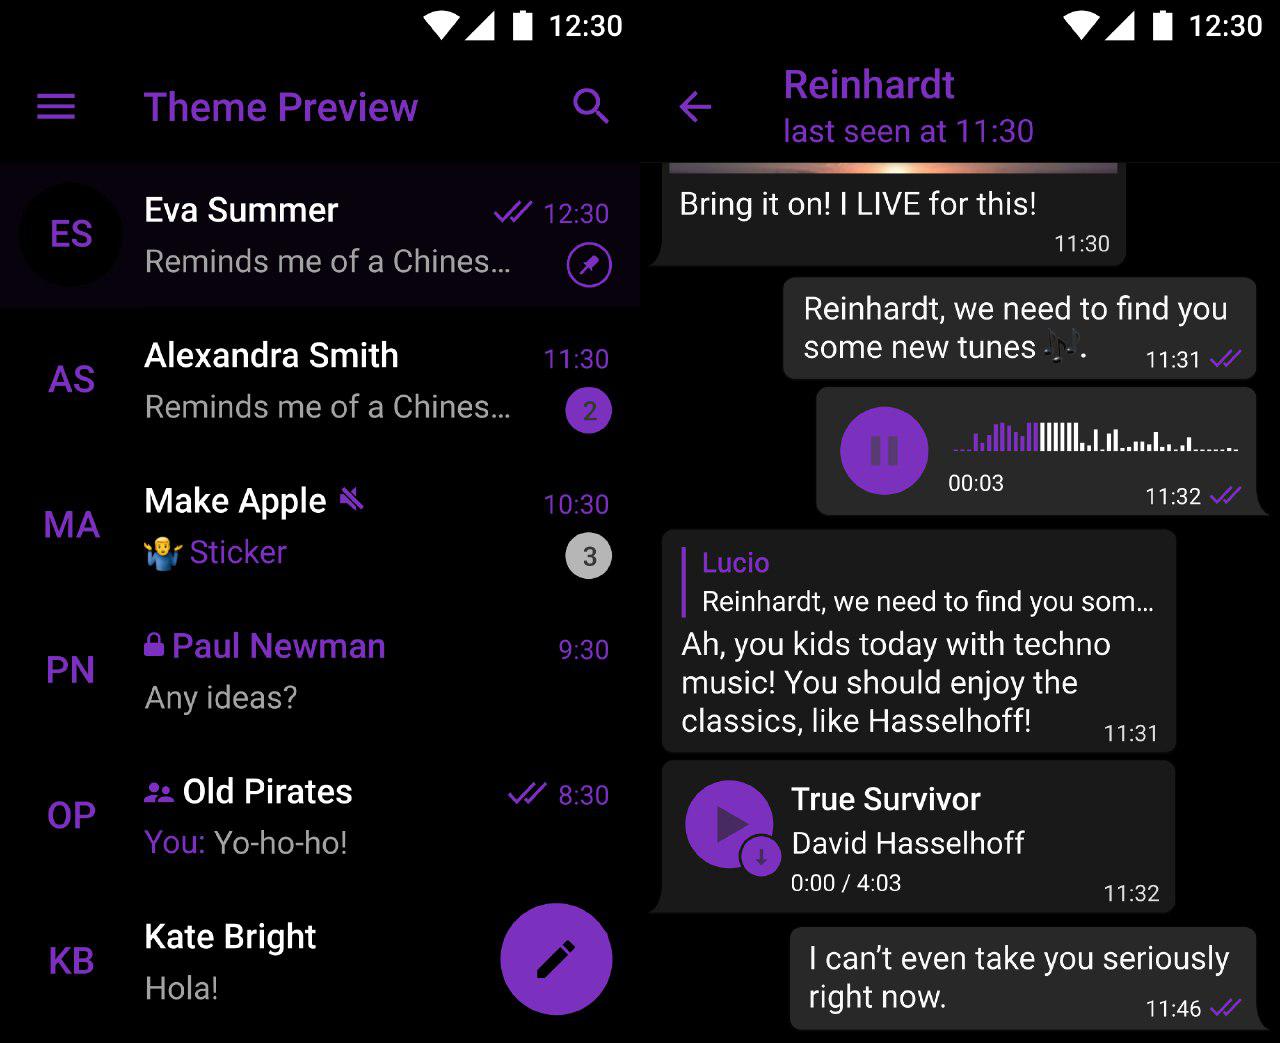 12:30
Theme Preview
ES
Eva Summer
12:30
Reminds me of a Chines...
AS
Alexandra Smith
11:30
Reminds me of a Chines...
2
MA
Make Apple
10:30
Sticker
3
PN
Paul Newman
9:30
Any ideas?
OP
Old Pirates
8:30
You: Yo-ho-ho!
KB
Kate Bright
Hola!
12:30
Reinhardt
last seen at 11:30
Bring it on! I LIVE for this!
11:30
Reinhardt, we need to find you
some new tunes 🎶.
11:31
00:03
11:32
Lucio
Reinhardt, we need to find you som...
Ah, you kids today with techno
music! You should enjoy the
classics, like Hasselhoff!
11:31
True Survivor
David Hasselhoff
0:00 / 4:03
11:32
I can’t even take you seriously
right now.
11:46